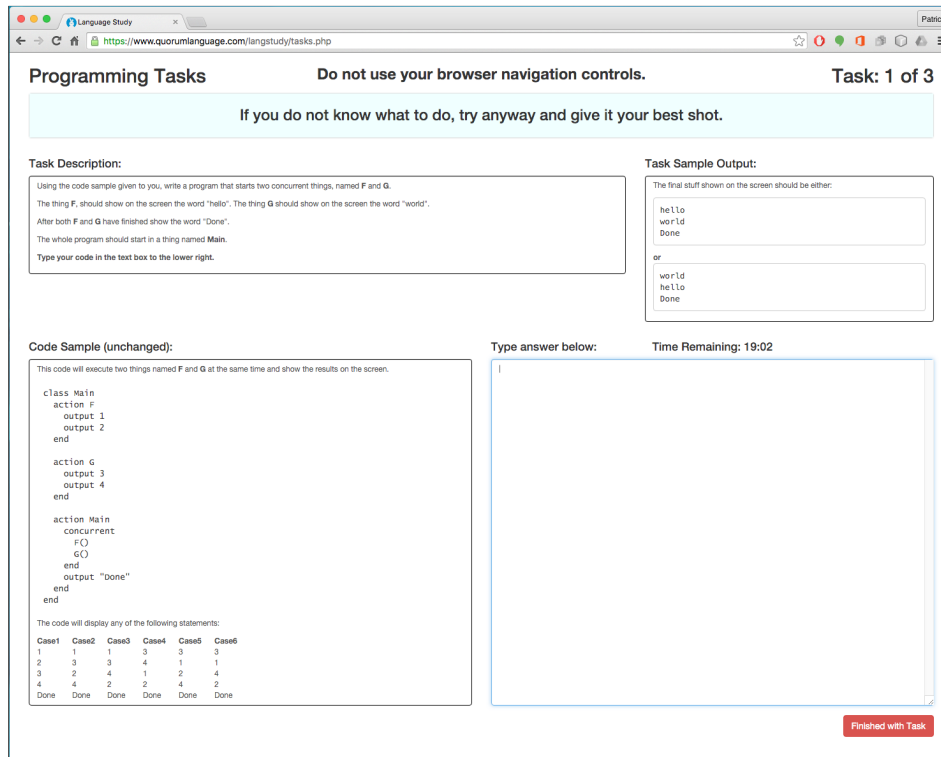 Language Study
Patric
https://www.quorumlanguage.com/langstudy/tasks.php
Programming Tasks
Do not use your browser navigation controls.
Task: 1 of 3
If you do not know what to do, try anyway and give it your best shot.
Task Description:
Using the code sample given to you, write a program that starts two concurrent things, named F and G.
The thing F, should show on the screen the word "hello". The thing G should show on the screen the word "world".
After both F and G have finished show the word "Done".
The whole program should start in a thing named Main.
Type your code in the text box to the lower right.
Task Sample Output:
The final stuff shown on the screen should be either:
hello
world
Done
or
world
hello
Done
Code Sample (unchanged):
This code will execute two things named F and G at the same time and show the results on the screen.
class Main
action F
output 1
output 2
end
action G
output 3
output 4
end
action Main
concurrent
F()
G()
end
output "Done"
end
end
The code will display any of the following statements:
Case1 Case2 Case3 Case4 Case5 Case6
1 1 1 3 3 3
2 3 3 4 1 1
3 2 4 1 2 4
4 4 2 2 4 2
Done Done Done Done Done Done
Type answer below:
Time Remaining: 19:02
Finished with Task